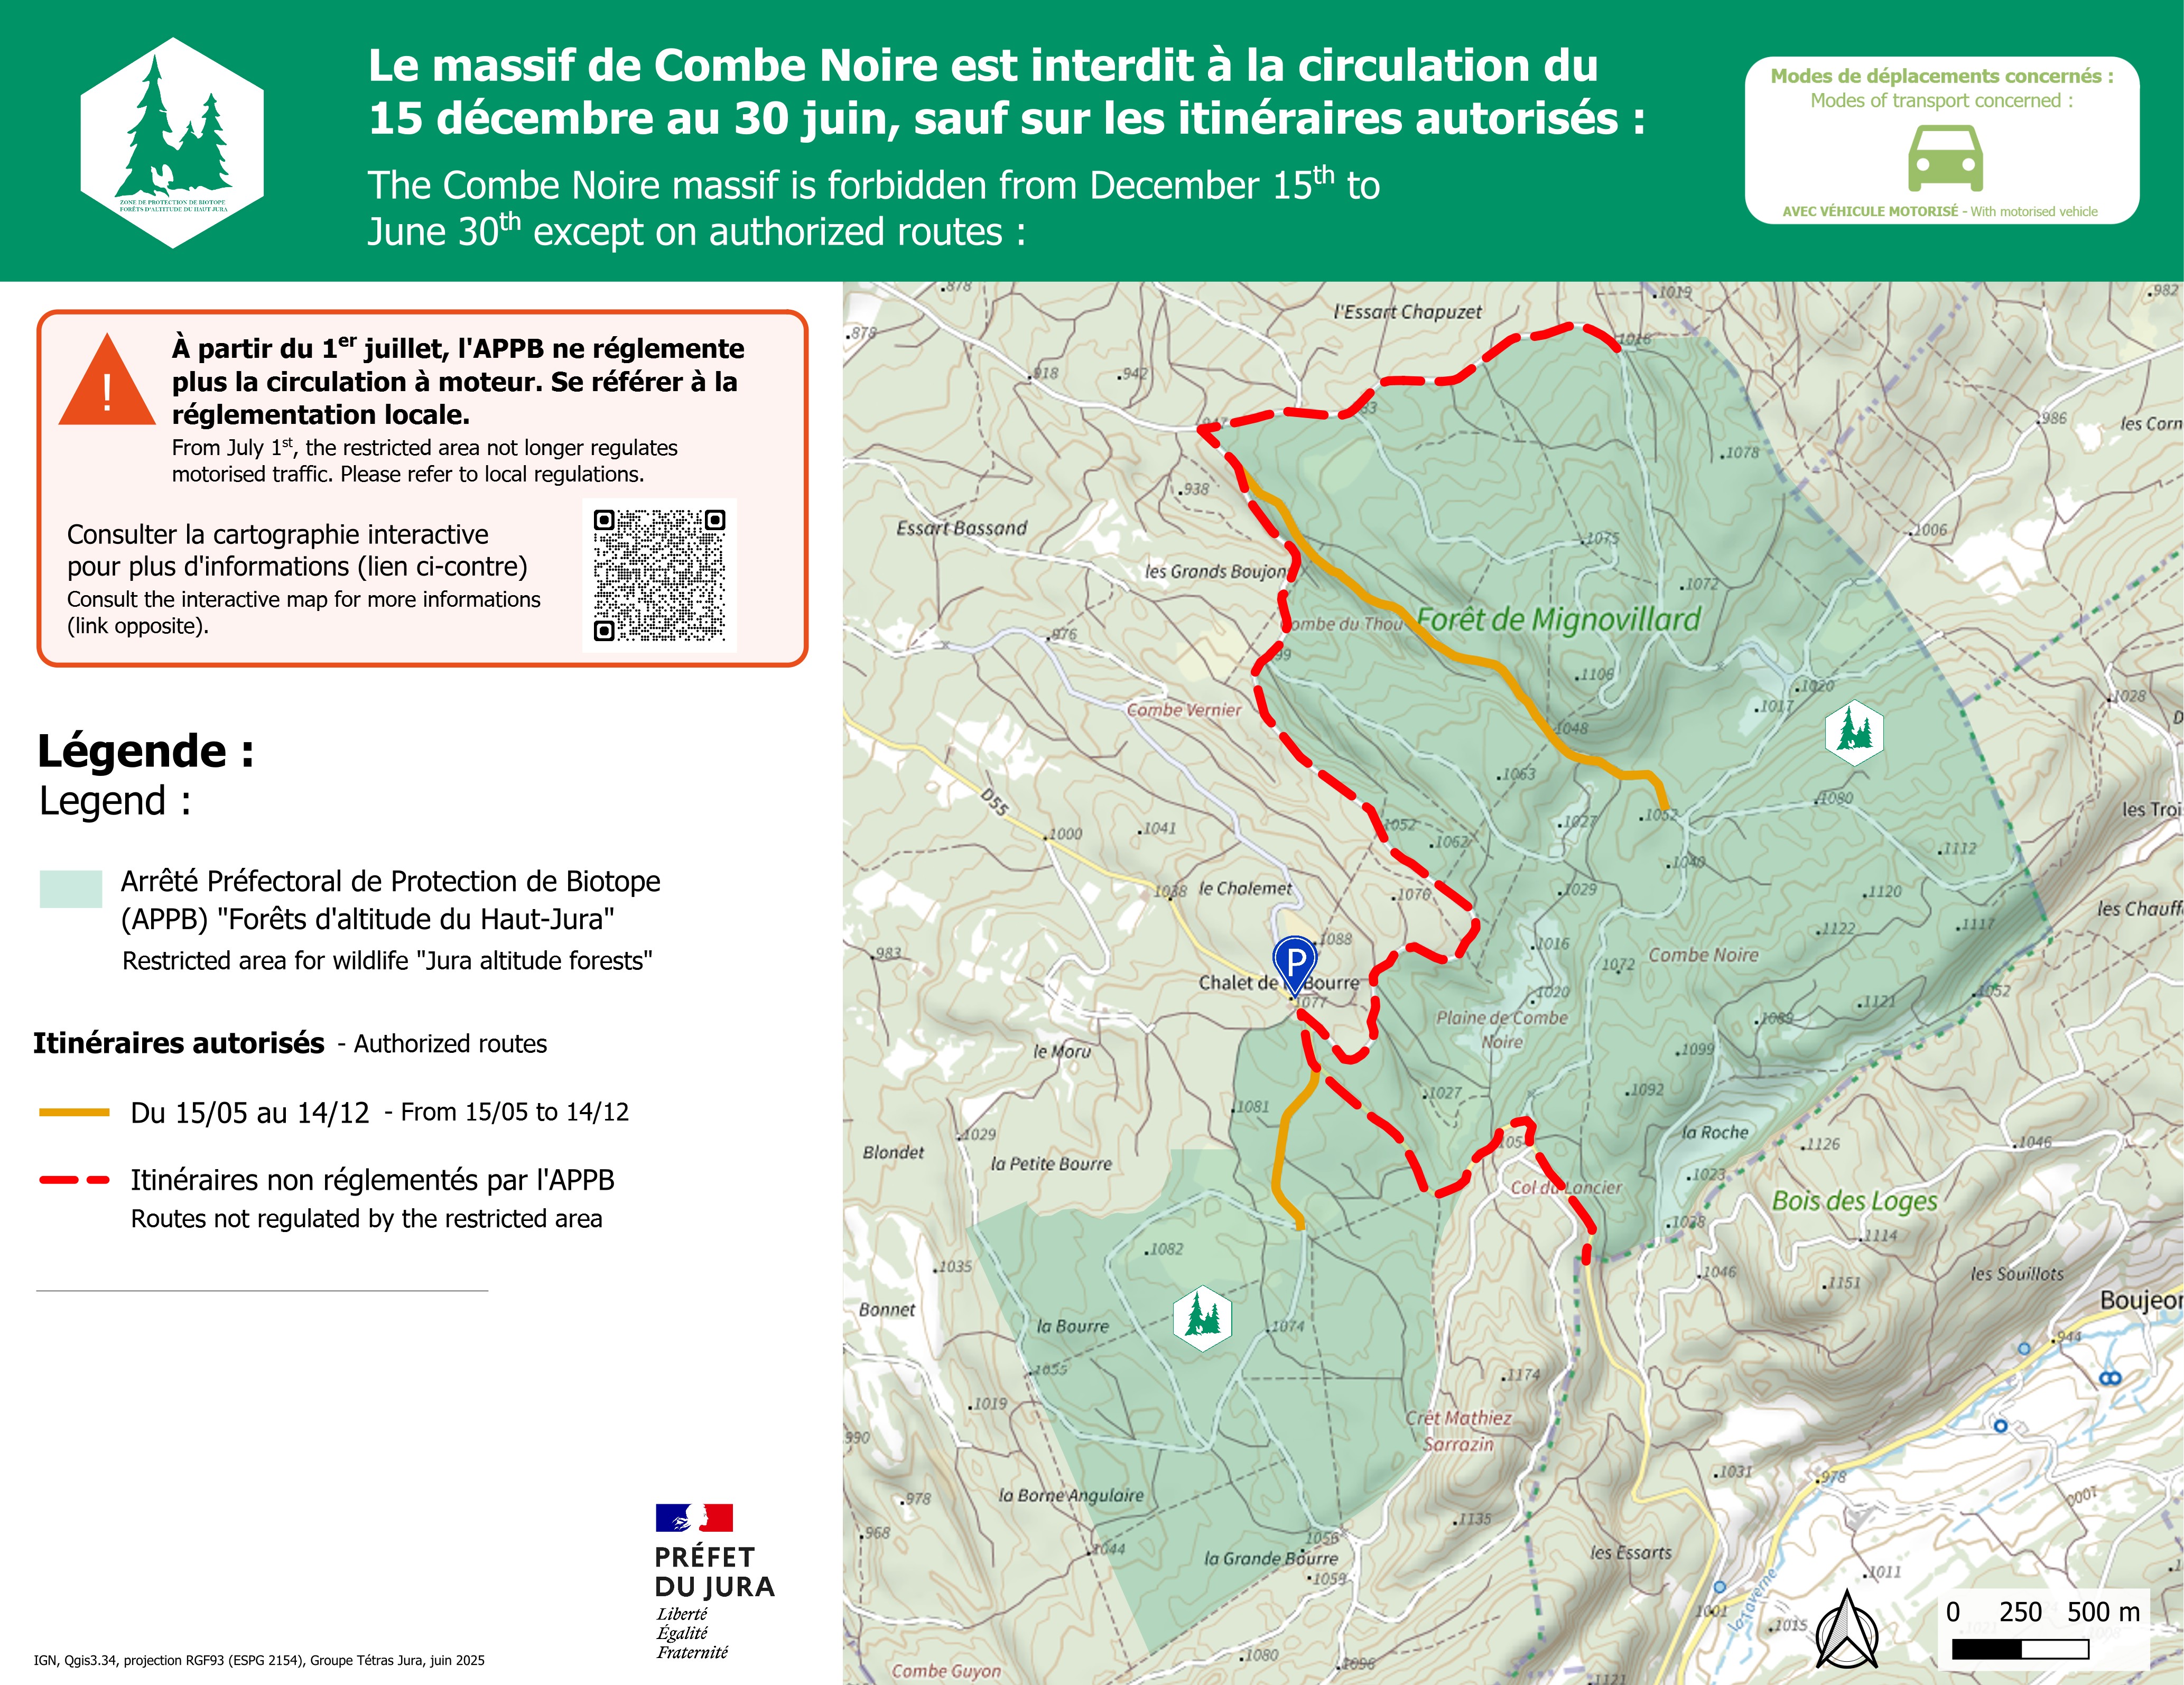 Le massif de Combe Noire est interdit à la circulation du
15 décembre au 30 juin, sauf sur les itinéraires autorisés :
The Combe Noire massif is forbidden from December 15th to
June 30th except on authorized routes :
ZONE DE PROTECTION DE BIOTOPE
FORÊTS D'ALTITUDE DU HAUT-JURA
Modes de déplacements concernés :
Modes of transport concerned :
AVEC VÉHICULE MOTORISÉ - With motorised vehicle
!
À partir du 1er juillet, l'APPB ne réglemente
plus la circulation à moteur. Se référer à la
réglementation locale.
From July 1st, the restricted area not longer regulates
motorised traffic. Please refer to local regulations.
Consulter la cartographie interactive
pour plus d'informations (lien ci-contre)
Consult the interactive map for more informations
(link opposite).
Légende :
Legend :
Arrêté Préfectoral de Protection de Biotope
(APPB) "Forêts d'altitude du Haut-Jura"
Restricted area for wildlife "Jura altitude forests"
Itinéraires autorisés - Authorized routes
Du 15/05 au 14/12 - From 15/05 to 14/12
Itinéraires non réglementés par l'APPB
Routes not regulated by the restricted area
PRÉFET
DU JURA
Liberté
Égalité
Fraternité
IGN, Qgis3.34, projection RGF93 (ESPG 2154), Groupe Tétras Jura, juin 2025
878
l'Essart Chapuzet
1019
982
878
1016
918
942
986
les Corn
1078
938
Essart Bassand
1006
1075
les Grands Boujon
1072
Forêt de Mignovillard
976
1106
1020
1028
Combe Vernier
1017
1048
1063
D55
1080
les Troi
1052
1027
1052
1000
1041
1062
1112
1040
1038
le Chalemet
1076
1029
1120
les Chauff
1117
1122
1088
1016
Combe Noire
983
P
1072
Chalet de
Bourre
1077
1020
1121
1052
Plaine de Combe
Noire
1089
le Moru
1099
1092
1027
1081
la Roche
1029
1126
1046
Blondet
la Petite Bourre
1023
Col du Lancier
Bois des Loges
1028
1114
1082
1035
1046
1151
les Souillots
Bonnet
Boujeon
la Bourre
1074
944
1055
1174
1019
Crêt Mathiez
Sarrazin
990
1031
978
la Borne Angulaire
978
1001
968
1135
1044
1056
la Grande Bourre
les Essarts
1059
1011
1001
la Taverne
1015
0 250 500 m
1080
1096
Combe Guyon
1121